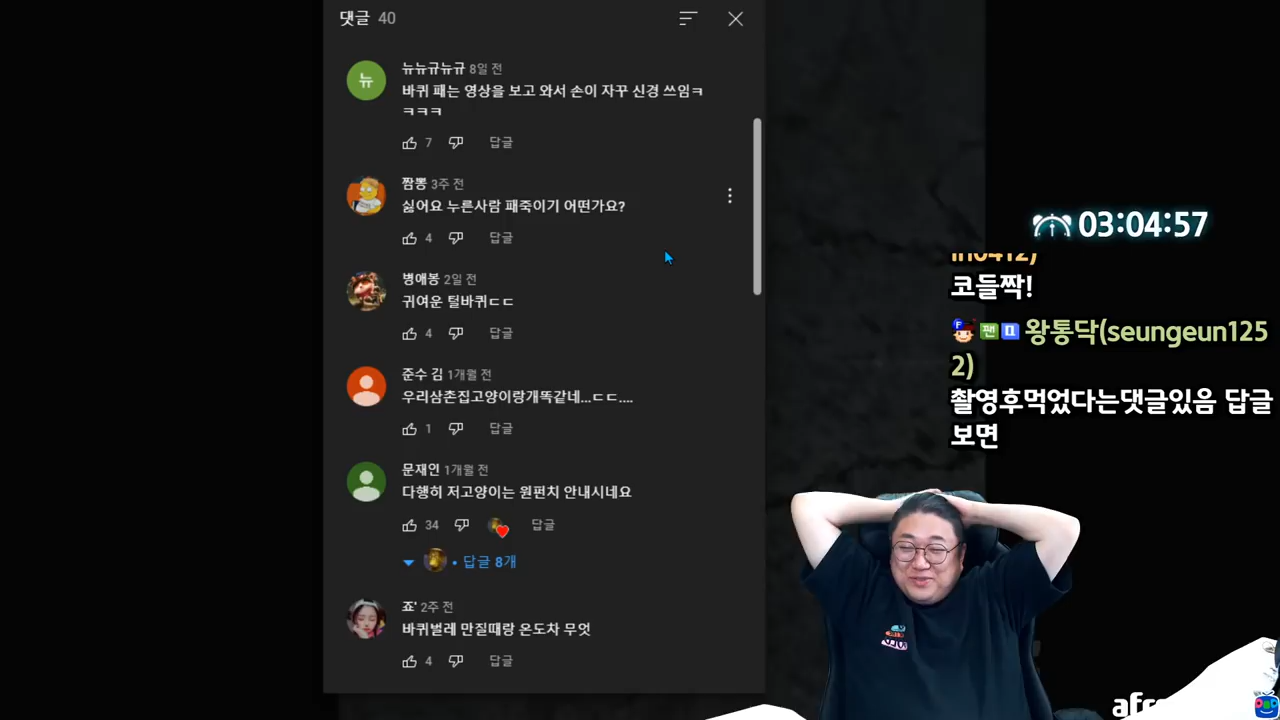 댓글 40
뉴뉴규뉴규 8일 전
뉴
바퀴 패는 영상을 보고 와서 손이 자꾸 신경 쓰임ㅋ
ㅋㅋㅋ
7 답글
짬뽕 3주 전
싫어요 누른사람 패죽이기 어떤가요?
4 답글
병애봉 2일 전
귀여운 털바퀴ㄷㄷ
4 답글
준수 김 1개월 전
우리삼촌집고양이랑개똑같네...ㄷㄷ....
1 답글
문재인 1개월 전
다행히 저고양이는 원펀치 안내시네요
34 답글
• 답글 8개
죠' 2주 전
바퀴벌레 만질때랑 온도차 무엇
4 답글
03:04:57
코들짝!
F 팬 왕통닭(seungeun125
2)
촬영후먹었다는댓글있음 답글
보면